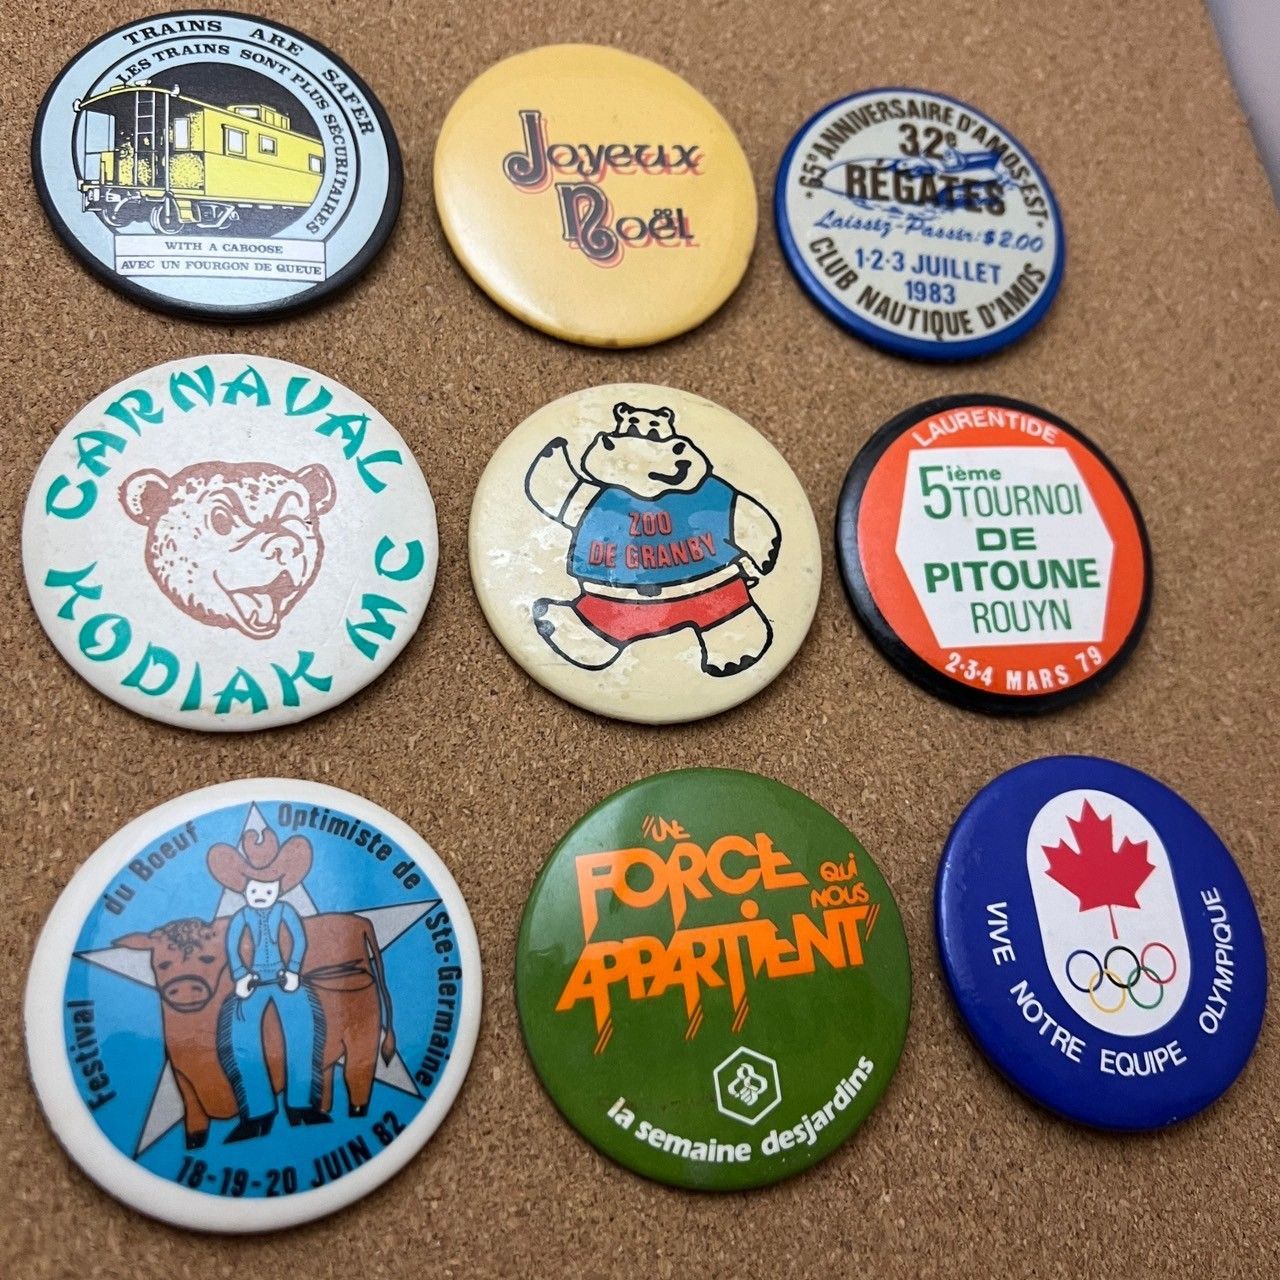 TRAINS ARE SAFER
LES TRAINS SONT PLUS SÉCURITAIRES
WITH A CABOOSE
AVEC UN FOURGON DE QUEUE
Joyeux
Noël
65e ANNIVERSAIRE D'AMOS-EST
32e
RÉGATES
Laissez-Passer: $2.00
1-2-3 JUILLET
1983
CLUB NAUTIQUE D'AMOS
CARNAVAL
KODIAK MC
ZOO
DE GRANBY
LAURENTIDE
5ième
TOURNOI
DE
PITOUNE
ROUYN
2-3-4 MARS 79
Festival du Boeuf Optimiste de Ste-Germaine
18-19-20 JUIN 82
UNE
FORCE
QUI
NOUS
APPARTIENT
la semaine desjardins
VIVE NOTRE EQUIPE OLYMPIQUE